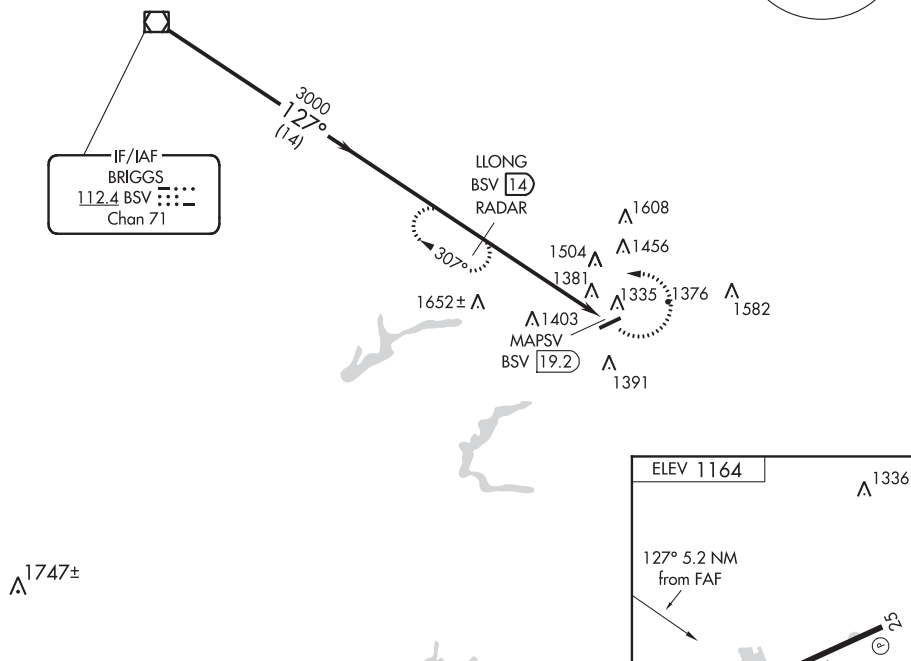 3000
127°
(14)
IF/IAF
BRIGGS
112.4 BSV
Chan 71
LLONG
BSV 14
RADAR
307°
1608
1504
1456
1381
1335
1376
1582
1652±
1403
MAPSV
BSV 19.2
1391
ELEV 1164
1336
127° 5.2 NM
from FAF
25
P
1747±